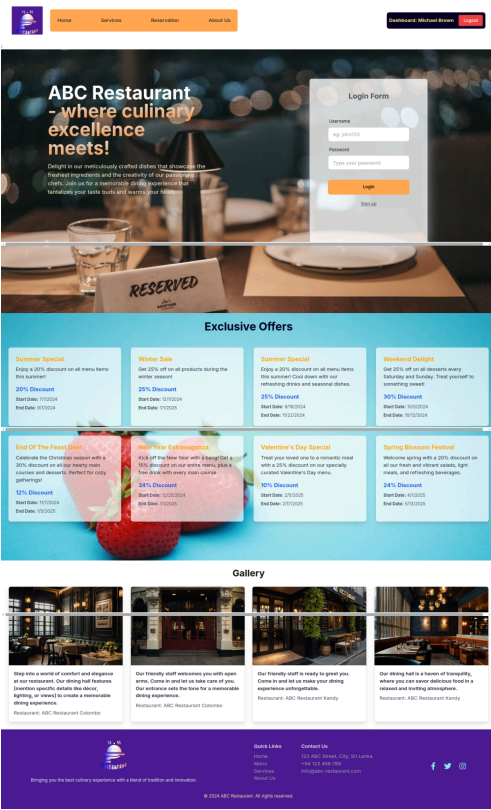 Home Services Reservation About Us
Dashboard: Michael Brown Logout
ABC Restaurant
- where culinary
excellence
meets!
Delight in our meticulously crafted dishes that showcase the
freshest ingredients and the creativity of our passionate
chefs. Join us for a memorable dining experience that
tantalizes your taste buds and warms your heart.
Login Form
Username
eg: john123
Password
Type your password
Login
Sign up
RESERVED
Exclusive Offers
Summer Special
Enjoy a 20% discount on all menu items
this summer!
20% Discount
Start Date: 7/1/2024
End Date: 9/1/2024
Winter Sale
Get 25% off on all products during the
winter season!
25% Discount
Start Date: 12/1/2024
End Date: 1/1/2025
Summer Special
Get 25% off on all menu items this
summer! Cool down with our
refreshing drinks and seasonal dishes.
25% Discount
Start Date: 9/18/2024
End Date: 11/22/2024
Weekend Delight
Get 25% off on all desserts every
Saturday and Sunday. Treat yourself to
something sweet!
30% Discount
Start Date: 10/5/2024
End Date: 10/12/2024
End Of The Feast Deal
Celebrate the Christmas season with a
30% discount on all our hearty main
courses and desserts. Perfect for cozy
gatherings!
12% Discount
Start Date: 11/7/2024
End Date: 1/5/2025
New Year Extravaganza
Kick off the New Year with a bang! Get a
15% discount on our entire menu, plus a
free drink with every main course.
34% Discount
Start Date: 12/25/2024
End Date: 1/5/2025
Valentine's Day Special
Treat your loved one to a romantic meal
with a 25% discount on our specially
curated Valentine's Day menu.
10% Discount
Start Date: 2/5/2025
End Date: 2/17/2025
Spring Blossom Festival
Welcome spring with a 20% discount on
all our fresh and vibrant salads, light
meals, and refreshing beverages.
24% Discount
Start Date: 4/1/2025
End Date: 5/13/2025
Gallery
Step into a world of comfort and elegance
at our restaurant. Our dining hall features
[mention specific details like décor,
lighting, or views] to create a memorable
dining experience.
Restaurant: ABC Restaurant Colombo
Our friendly staff welcomes you with open
arms. Come in and let us take care of you.
Our entrance sets the tone for a memorable
dining experience.
Restaurant: ABC Restaurant Colombo
Our friendly staff is ready to greet you.
Come in and let us make your dining
experience unforgettable.
Restaurant: ABC Restaurant Kandy
Our dining hall is a haven of tranquility,
where you can savor delicious food in a
relaxed and inviting atmosphere.
Restaurant: ABC Restaurant Kandy
Bringing you the best culinary experience with a blend of tradition and innovation.
Quick Links
Home
Menu
Services
About Us
Contact Us
123 ABC Street, City, Sri Lanka
+94 123 456 789
info@abc-restaurant.com
© 2024 ABC Restaurant. All rights reserved.